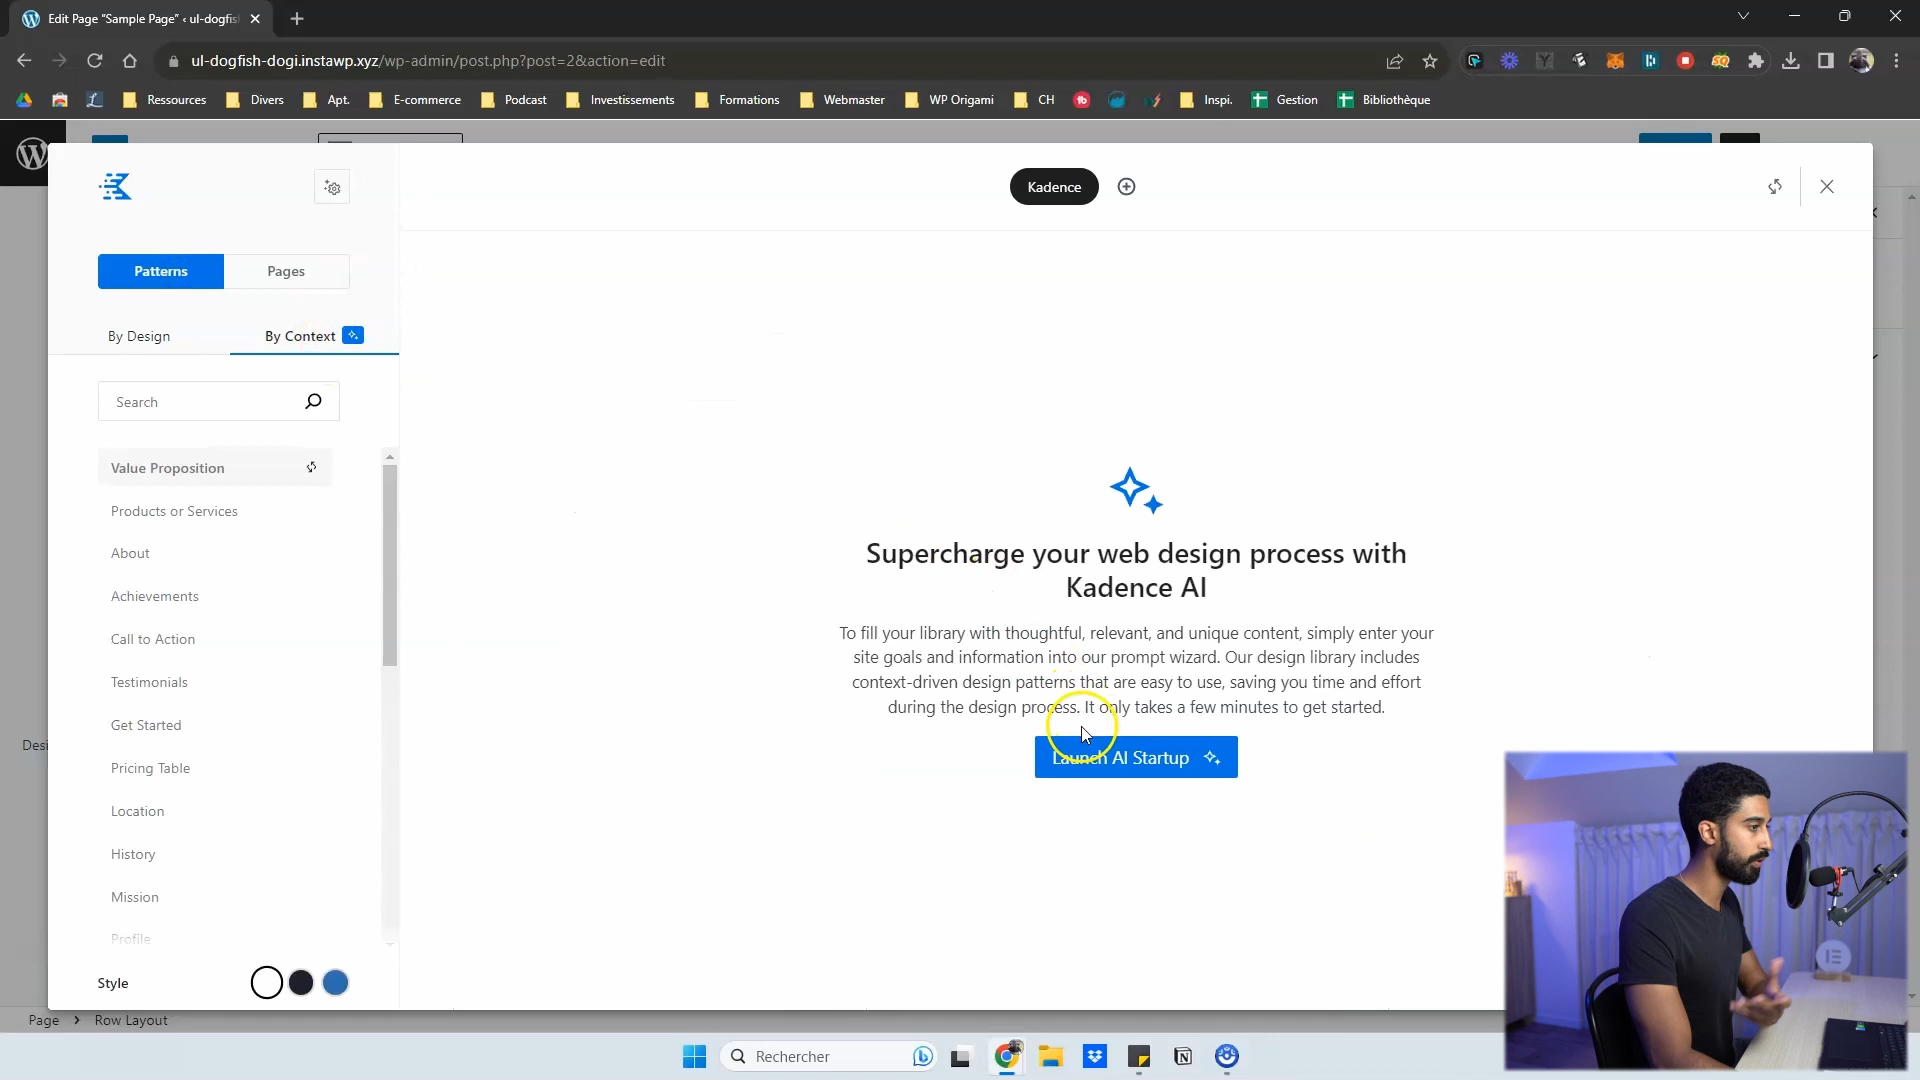 Edit Page "Sample Page" ‹ ul-dogfis
ul-dogfish-dogi.instawp.xyz/wp-admin/post.php?post=2&action=edit
Ressources
Divers
Apt.
E-commerce
Podcast
Investissements
Formations
Webmaster
WP Origami
CH
Inspi.
Gestion
Bibliothèque
Kadence
Patterns
Pages
By Design
By Context
Search
Value Proposition
Products or Services
About
Achievements
Call to Action
Testimonials
Get Started
Pricing Table
Location
History
Mission
Profile
Style
Supercharge your web design process with
Kadence AI
To fill your library with thoughtful, relevant, and unique content, simply enter your
site goals and information into our prompt wizard. Our design library includes
context-driven design patterns that are easy to use, saving you time and effort
during the design process. It only takes a few minutes to get started.
Launch AI Startup
Desi
Page > Row Layout
Rechercher